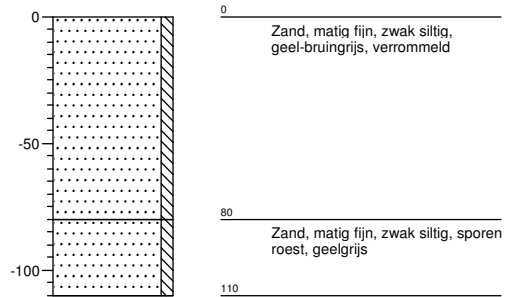 0
0
Zand, matig fijn, zwak siltig,
geel-bruingrijs, verrommeld
-50
80
Zand, matig fijn, zwak siltig, sporen
roest, geelgrijs
-100
110